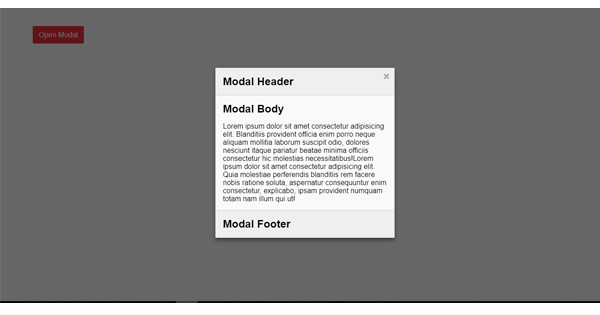 Open Modal
Modal Header
×
Modal Body
Lorem ipsum dolor sit amet consectetur adipisicing
elit. Blanditiis provident officia enim porro neque
aliquam mollitia laborum suscipit odio, dolores
nesciunt itaque pariatur beatae minima officiis
consectetur hic molestias necessitatibus!Lorem
ipsum dolor sit amet consectetur adipisicing elit.
Quia molestiae perferendis blanditiis rem facere
nobis ratione soluta, aspernatur consequuntur enim
consectetur, explicabo, ipsam provident numquam
totam nam illum qui ut!
Modal Footer